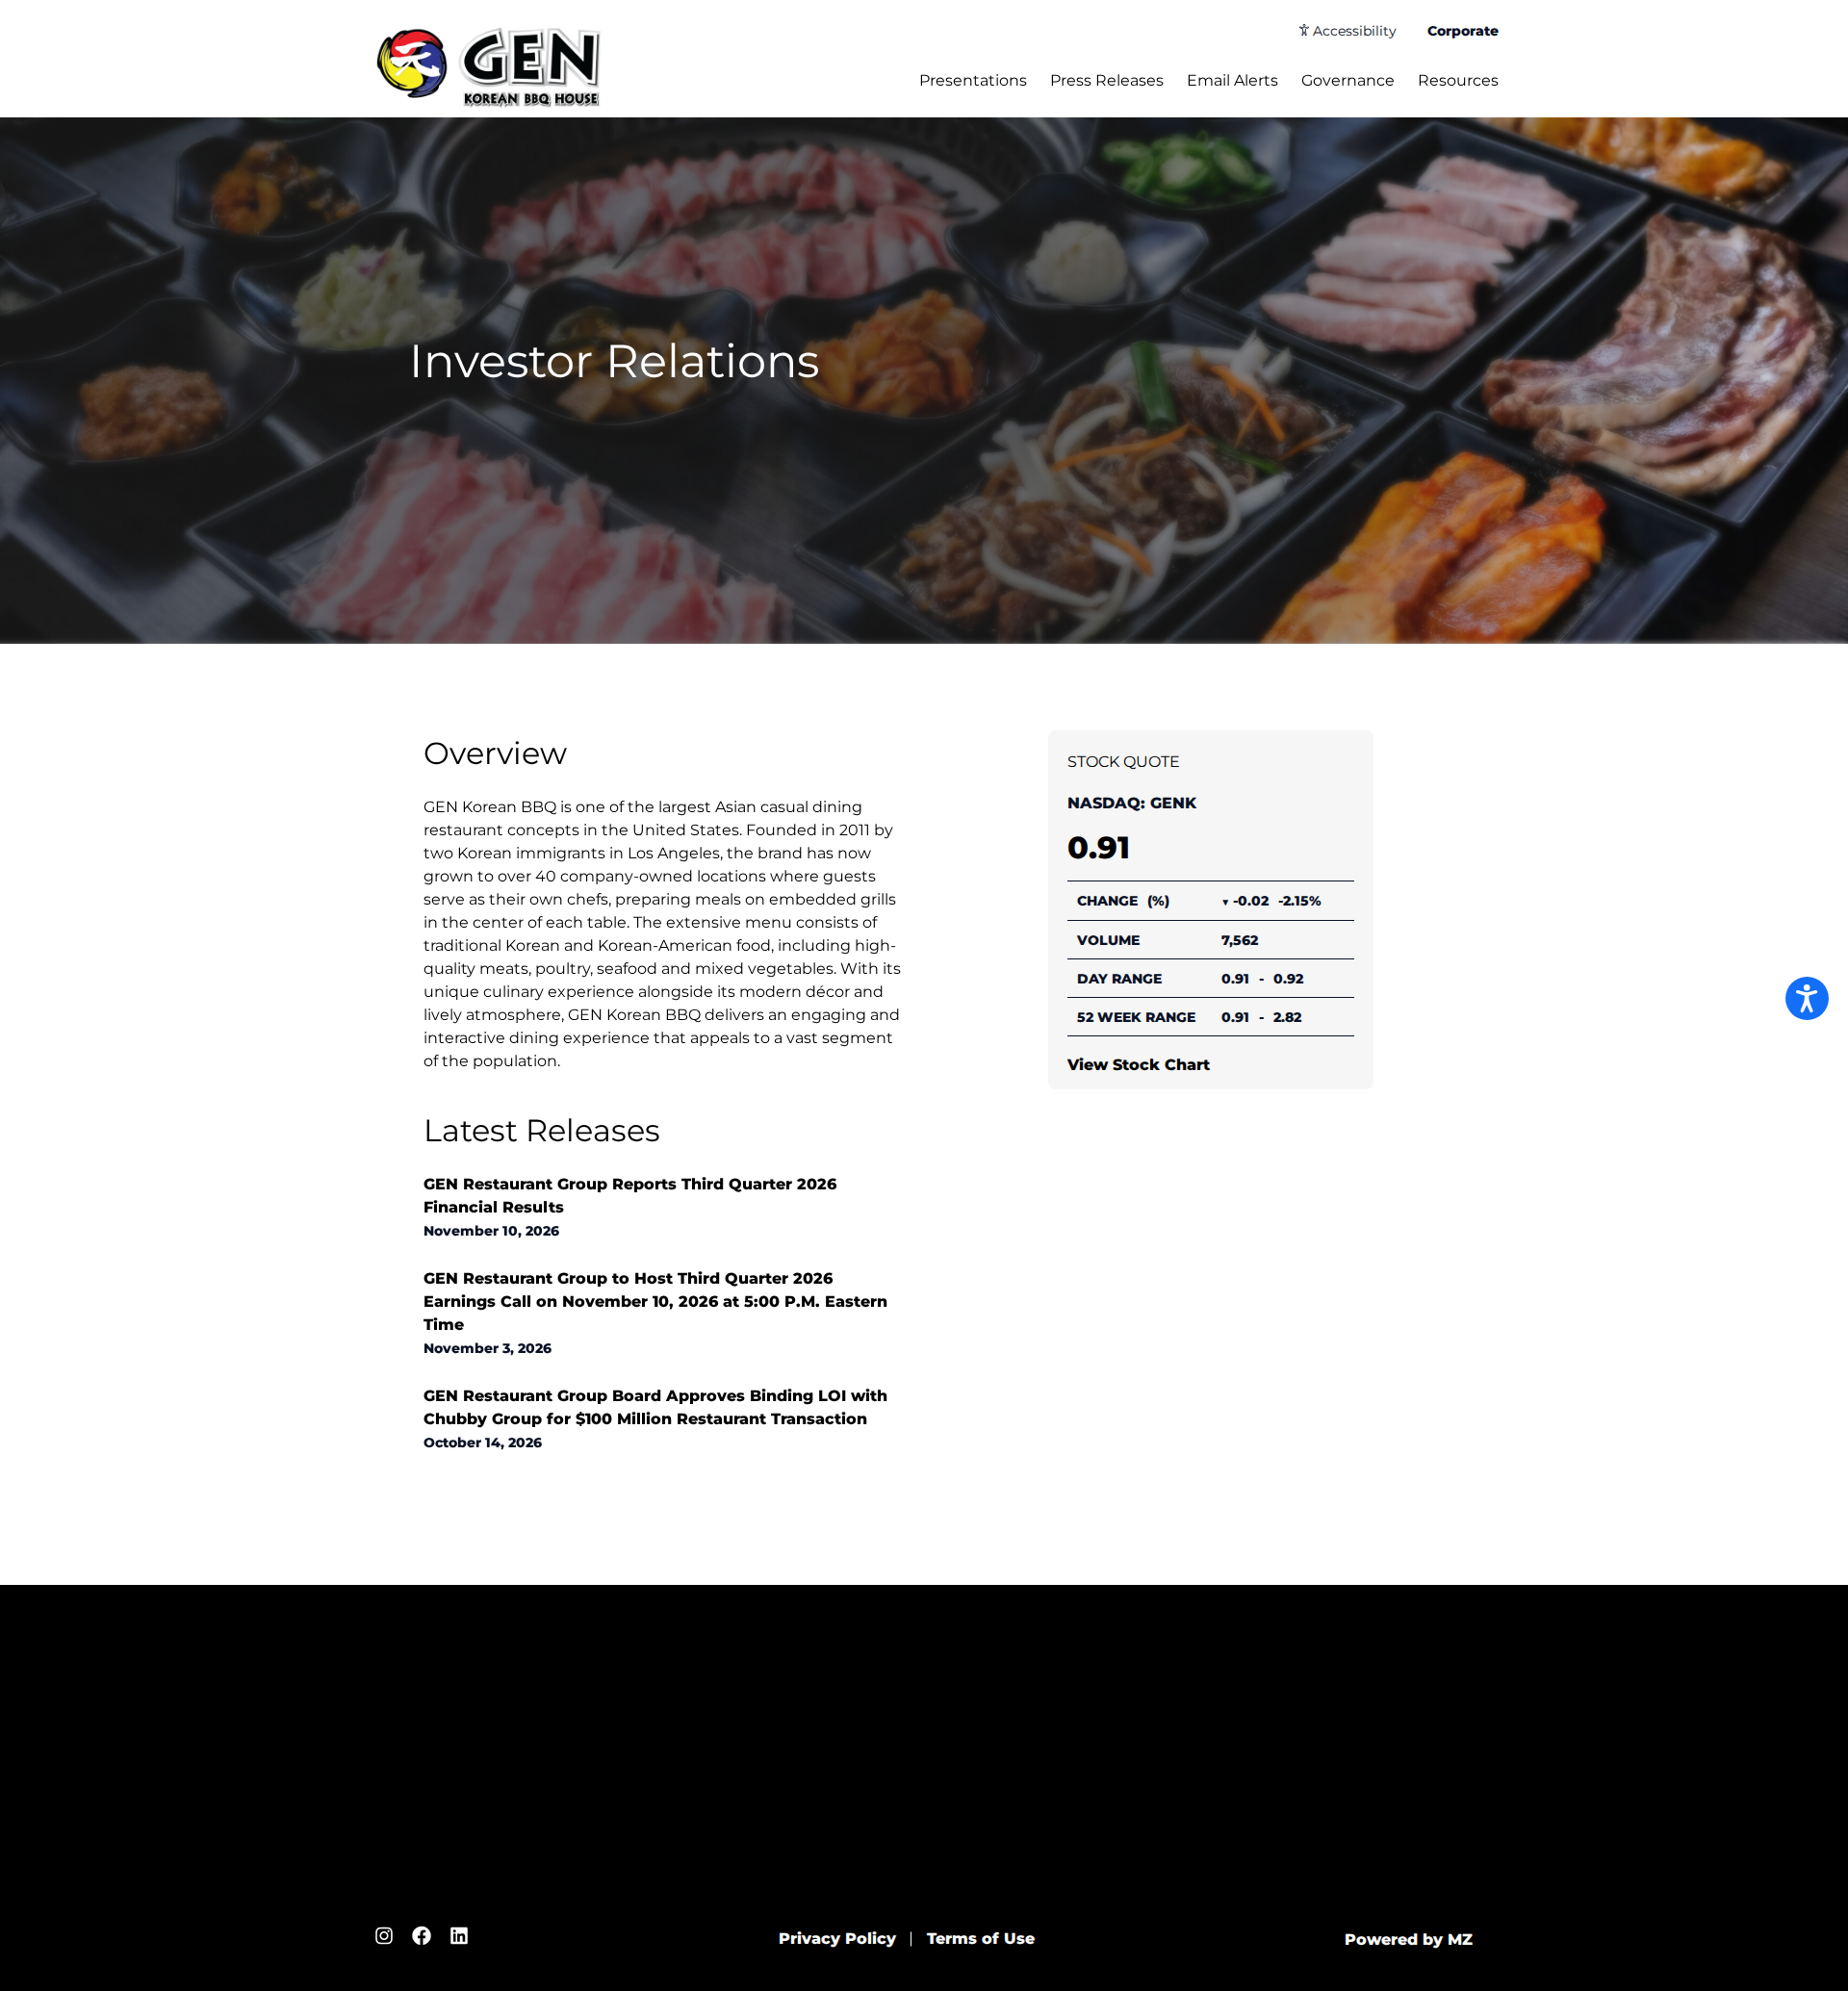 GEN
KOREAN BBQ HOUSE
Accessibility
Corporate
Presentations
Press Releases
Email Alerts
Governance
Resources
Investor Relations
Overview
GEN Korean BBQ is one of the largest Asian casual dining
restaurant concepts in the United States. Founded in 2011 by
two Korean immigrants in Los Angeles, the brand has now
grown to over 40 company-owned locations where guests
serve as their own chefs, preparing meals on embedded grills
in the center of each table. The extensive menu consists of
traditional Korean and Korean-American food, including high-
quality meats, poultry, seafood and mixed vegetables. With its
unique culinary experience alongside its modern décor and
lively atmosphere, GEN Korean BBQ delivers an engaging and
interactive dining experience that appeals to a vast segment
of the population.
Latest Releases
GEN Restaurant Group Reports Third Quarter 2026
Financial Results
November 10, 2026
GEN Restaurant Group to Host Third Quarter 2026
Earnings Call on November 10, 2026 at 5:00 P.M. Eastern
Time
November 3, 2026
GEN Restaurant Group Board Approves Binding LOI with
Chubby Group for $100 Million Restaurant Transaction
October 14, 2026
STOCK QUOTE
NASDAQ: GENK
0.91
CHANGE (%) ▼ -0.02 -2.15%
VOLUME 7,562
DAY RANGE 0.91 - 0.92
52 WEEK RANGE 0.91 - 2.82
View Stock Chart
Privacy Policy | Terms of Use
Powered by MZ